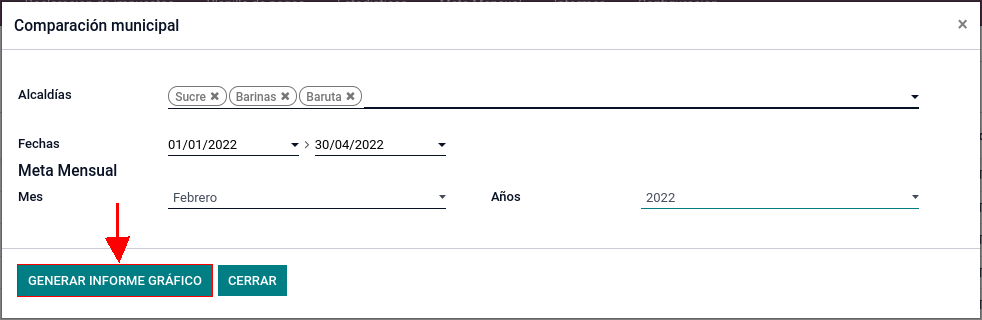 Comparación municipal ×
Alcaldías Sucre ✖ Barinas ✖ Baruta ✖
Fechas 01/01/2022 > 30/04/2022
Meta Mensual
Mes Febrero Años 2022
GENERAR INFORME GRÁFICO CERRAR